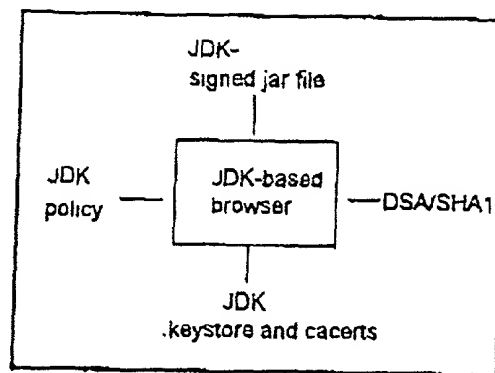 JDK-
signed jar file
JDK
policy
JDK-based
browser
DSA/SHA1
JDK
.keystore and cacerts